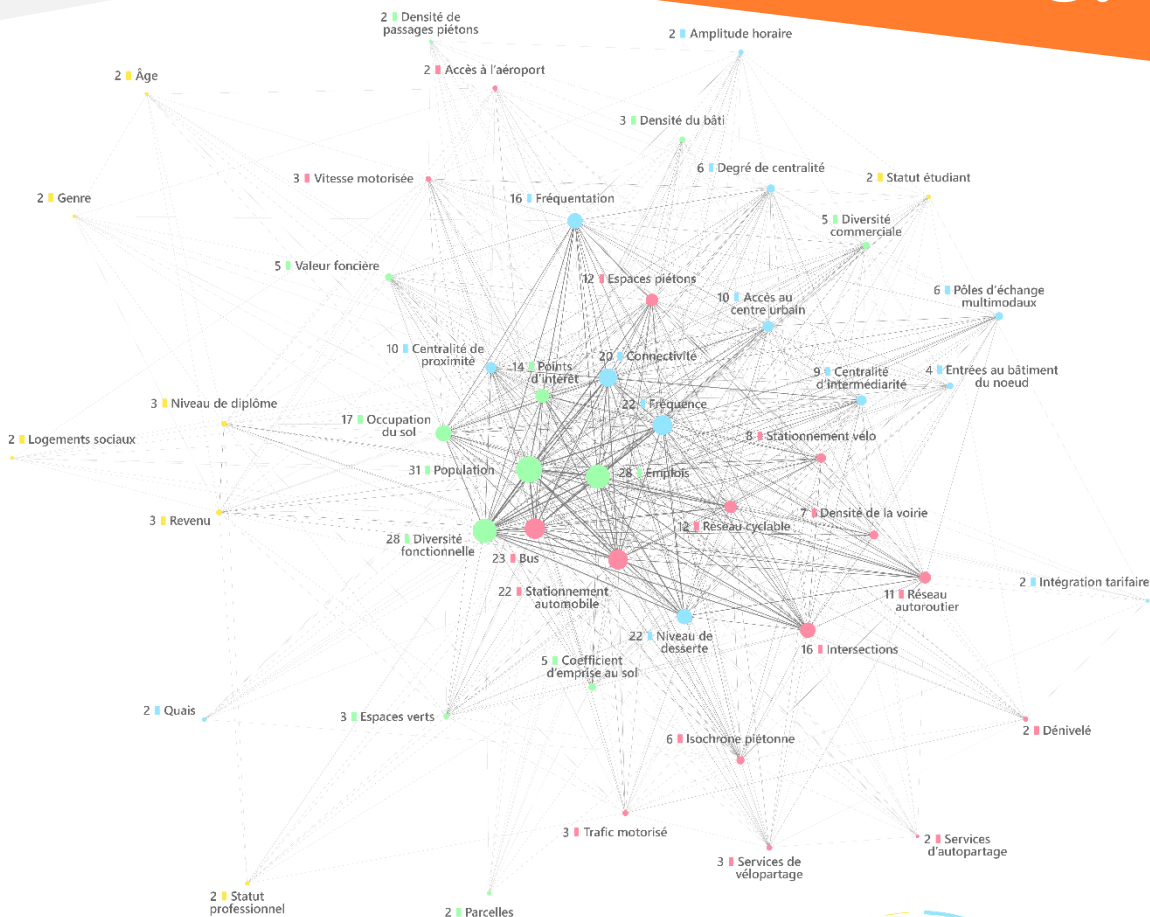 2 Densité de
passages piétons
2 Amplitude horaire
2 Accès à l'aéroport
2 Âge
3 Densité du bâti
6 Degré de centralité
3 Vitesse motorisée
2 Statut étudiant
2 Genre
16 Fréquentation
5 Diversité
commerciale
5 Valeur foncière
12 Espaces piétons
6 Pôles d'échange
multimodaux
10 Accès au
centre urbain
10 Centralité de
proximité
20 Connectivité
14 Points
d'intérêt
9 Centralité
d'intermédiarité
4 Entrées au bâtiment
du noeud
3 Niveau de diplôme
22 Fréquence
17 Occupation
du sol
2 Logements sociaux
8 Stationnement vélo
31 Population
28 Emplois
3 Revenu
7 Densité de la voirie
12 Réseau cyclable
28 Diversité
fonctionnelle
23 Bus
22 Stationnement
automobile
2 Intégration tarifaire
11 Réseau
autoroutier
22 Niveau de
desserte
16 Intersections
5 Coefficient
d'emprise au sol
2 Quais
3 Espaces verts
2 Dénivelé
6 Isochrone piétonne
3 Trafic motorisé
2 Services
d'autopartage
3 Services de
vélopartage
2 Statut
professionnel
2 Parcelles